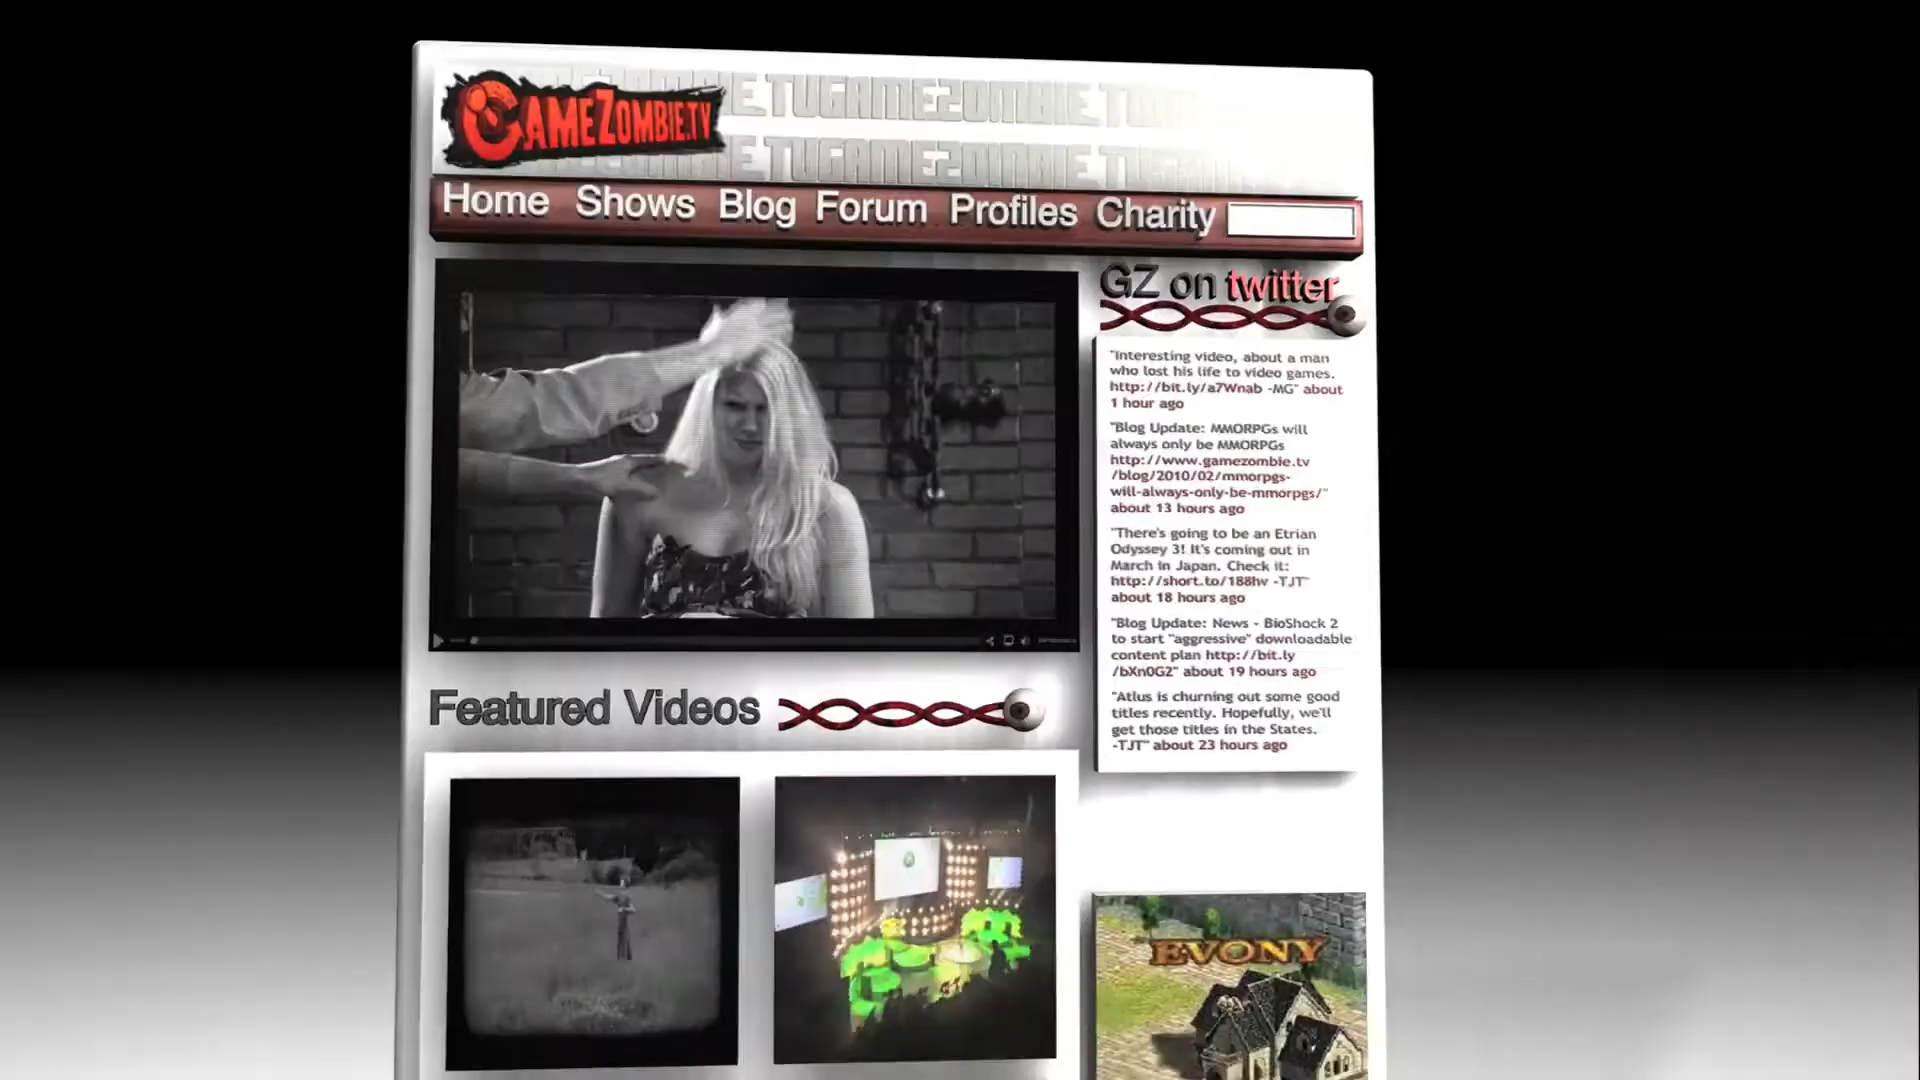 GAMEZOMBIE.TV
Home Shows Blog Forum Profiles Charity
GZ on twitter
"Interesting video, about a man
who lost his life to video games.
http://bit.ly/a7Wnab -MG" about
1 hour ago
"Blog Update: MMORPGs will
always only be MMORPGs
http://www.gamezombie.tv
/blog/2010/02/mmorpgs-
will-always-only-be-mmorpgs/"
about 13 hours ago
"There's going to be an Etrian
Odyssey 3! It's coming out in
March in Japan. Check it:
http://short.to/188hv -TJT"
about 18 hours ago
"Blog Update: News - BioShock 2
to start "aggressive" downloadable
content plan http://bit.ly
/bXn0G2" about 19 hours ago
"Atlus is churning out some good
titles recently. Hopefully, we'll
get those titles in the States.
-TJT" about 23 hours ago
Featured Videos
EVONY